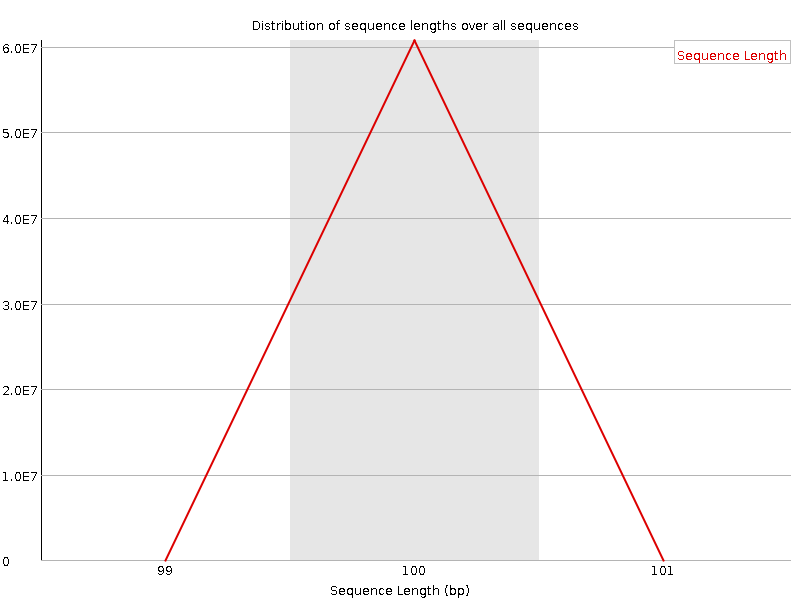 Distribution of sequence lengths over all sequences
Sequence Length
6.0E7
5.0E7
4.0E7
3.0E7
2.0E7
1.0E7
0
99 100 101
Sequence Length (bp)